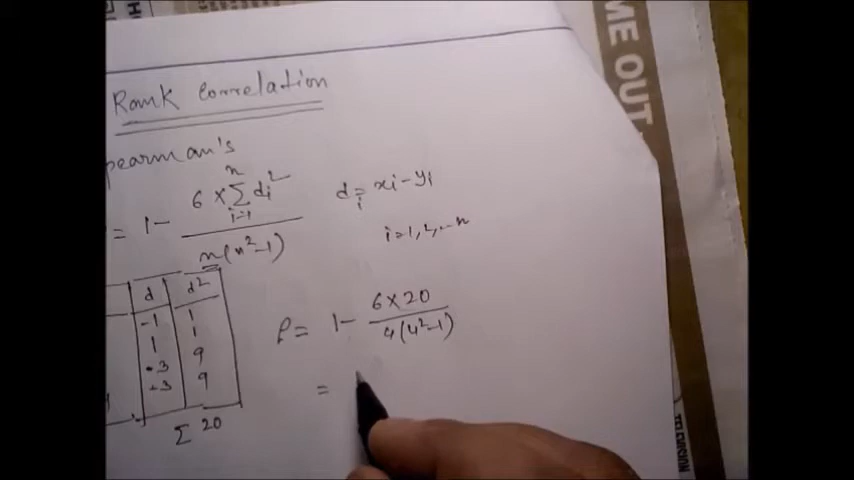 Rank correlation
pearman's
= 1 - 6 × n∑i=1 di² / n(n²-1)
di = xi - yi
i=1,2,...n
d d²
-1 1
1 1
-3 9
+3 9
∑ 20
ρ = 1 - 6×20 / 4(4²-1)
=
ME OUT
TELEVISION